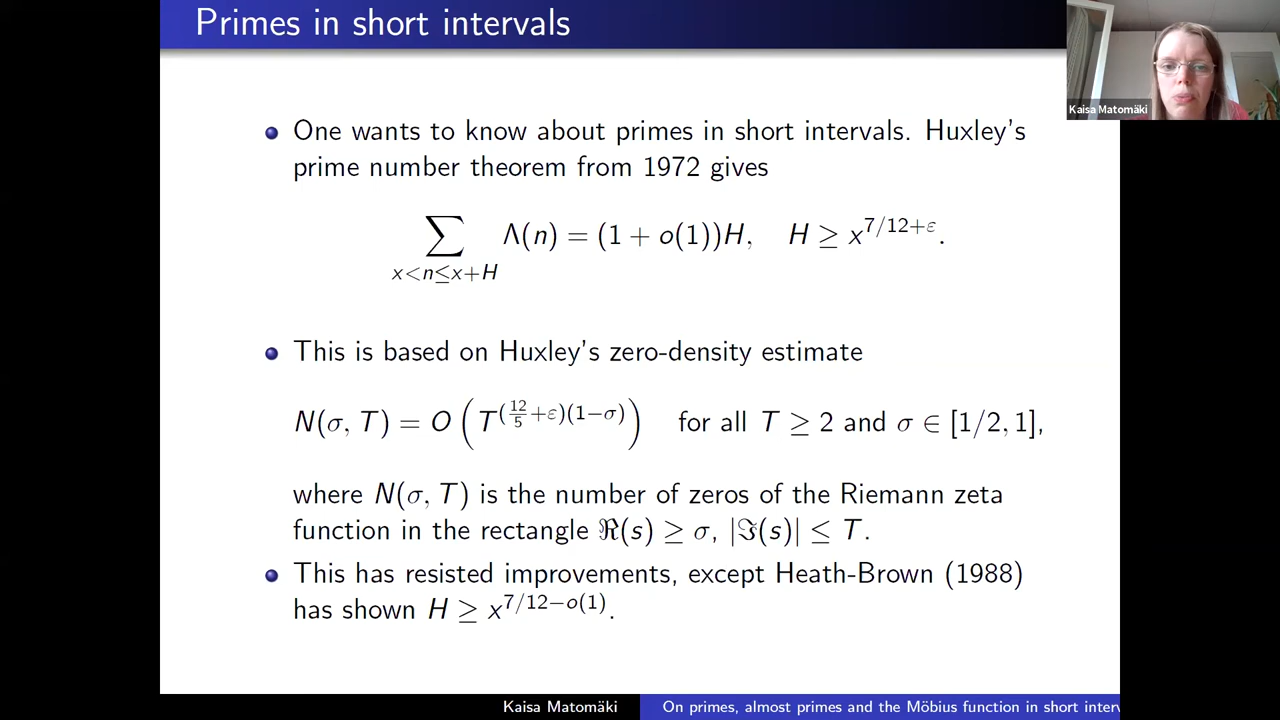 Primes in short intervals
Kaisa Matomäki
One wants to know about primes in short intervals. Huxley's
prime number theorem from 1972 gives
∑_{x<n≤x+H} Λ(n) = (1 + o(1))H, H ≥ x^{7/12+ε}.
This is based on Huxley's zero-density estimate
N(σ, T) = O(T^{(12/5+ε)(1−σ)}) for all T ≥ 2 and σ ∈ [1/2, 1],
where N(σ, T) is the number of zeros of the Riemann zeta
function in the rectangle ℜ(s) ≥ σ, |ℑ(s)| ≤ T.
This has resisted improvements, except Heath-Brown (1988)
has shown H ≥ x^{7/12−o(1)}.
Kaisa Matomäki
On primes, almost primes and the Möbius function in short interv